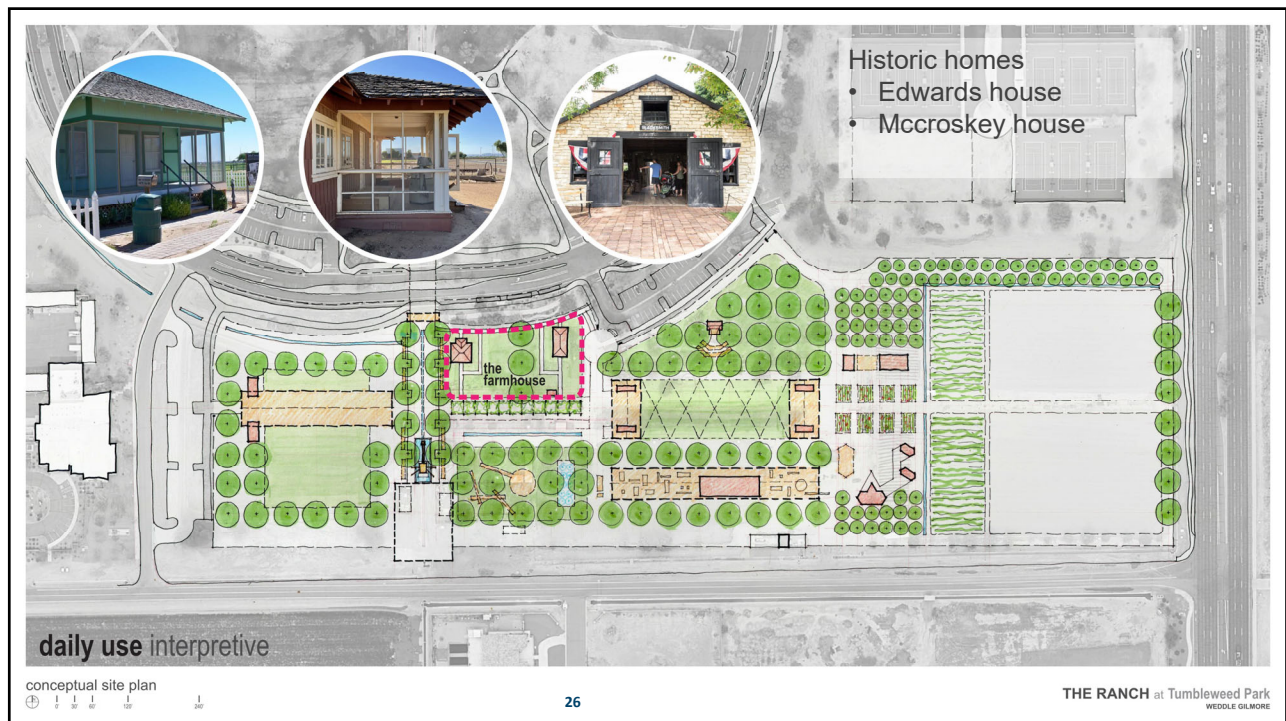 Historic homes
• Edwards house
• Mccroskey house
BLACKSMITH
the
farmhouse
daily use interpretive
conceptual site plan
0' 30' 60' 120' 240'
26
THE RANCH at Tumbleweed Park
WEDDLE GILMORE